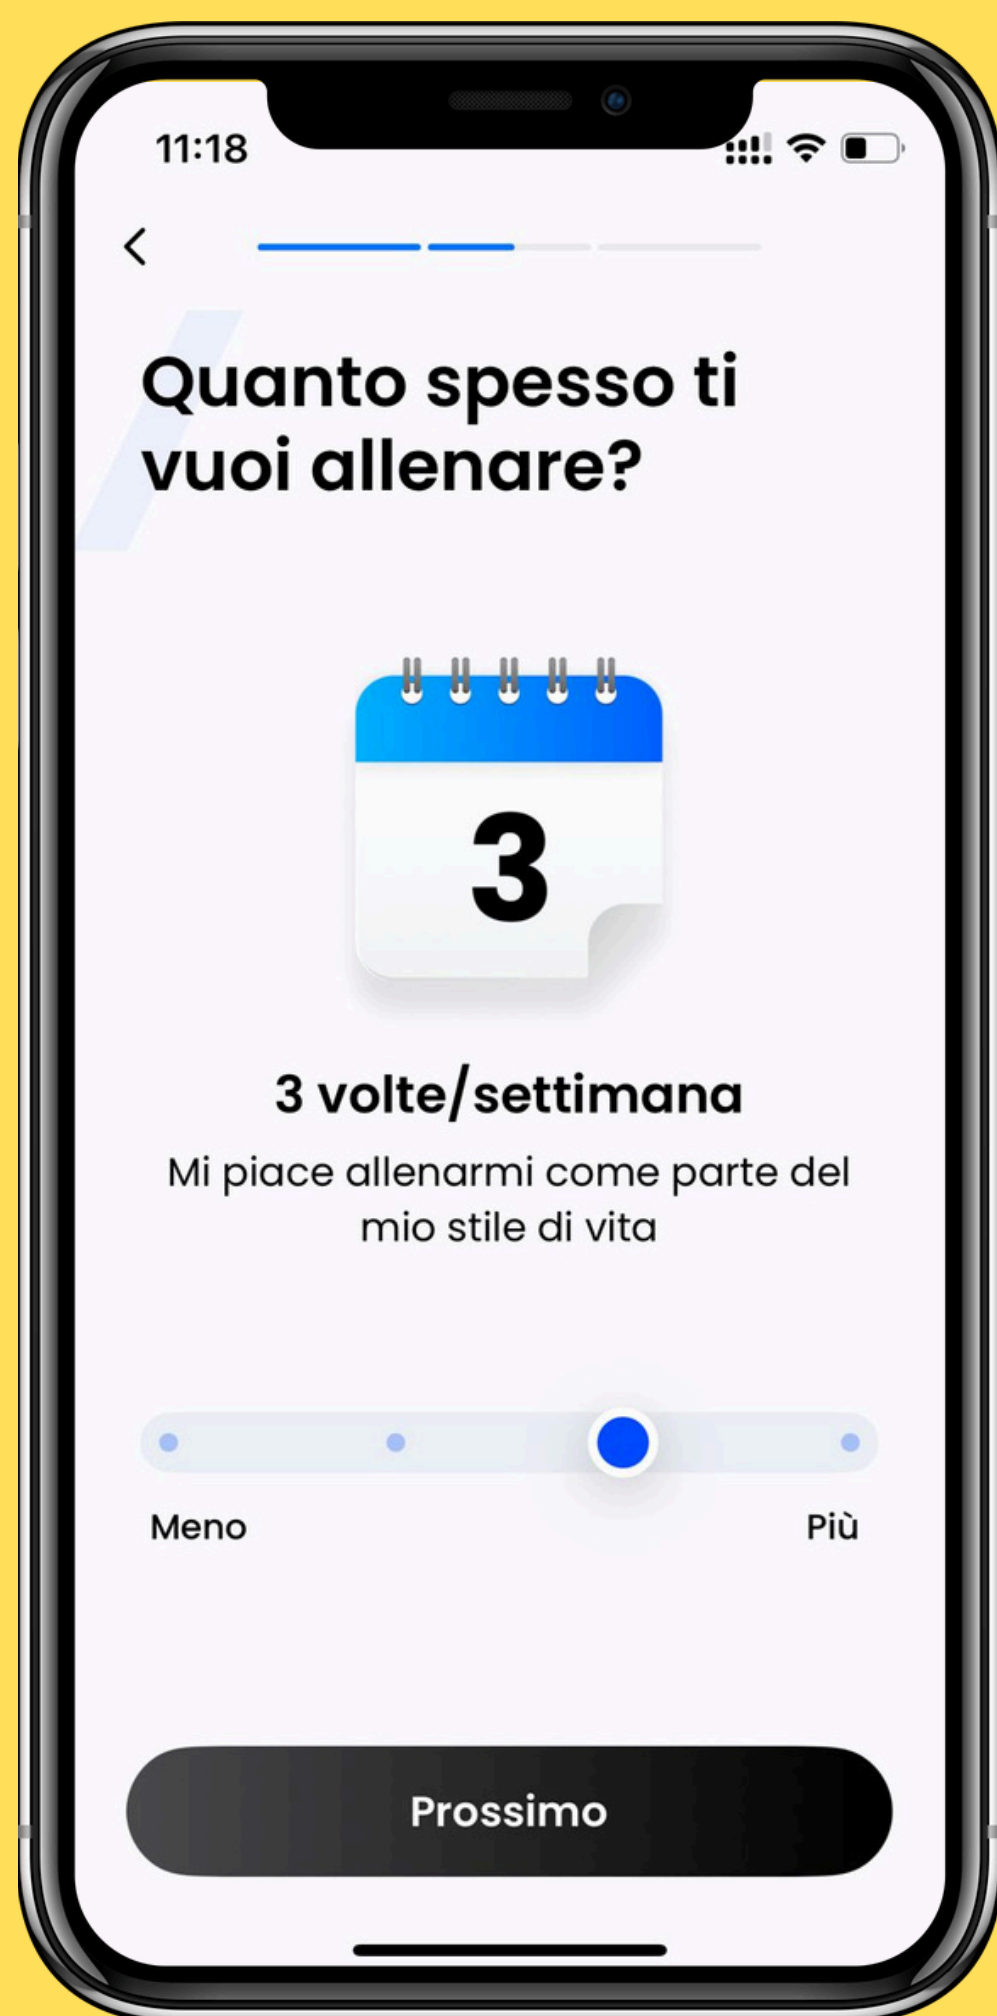 11:18
Quanto spesso ti
vuoi allenare?
3
3 volte/settimana
Mi piace allenarmi come parte del
mio stile di vita
Meno
Più
Prossimo